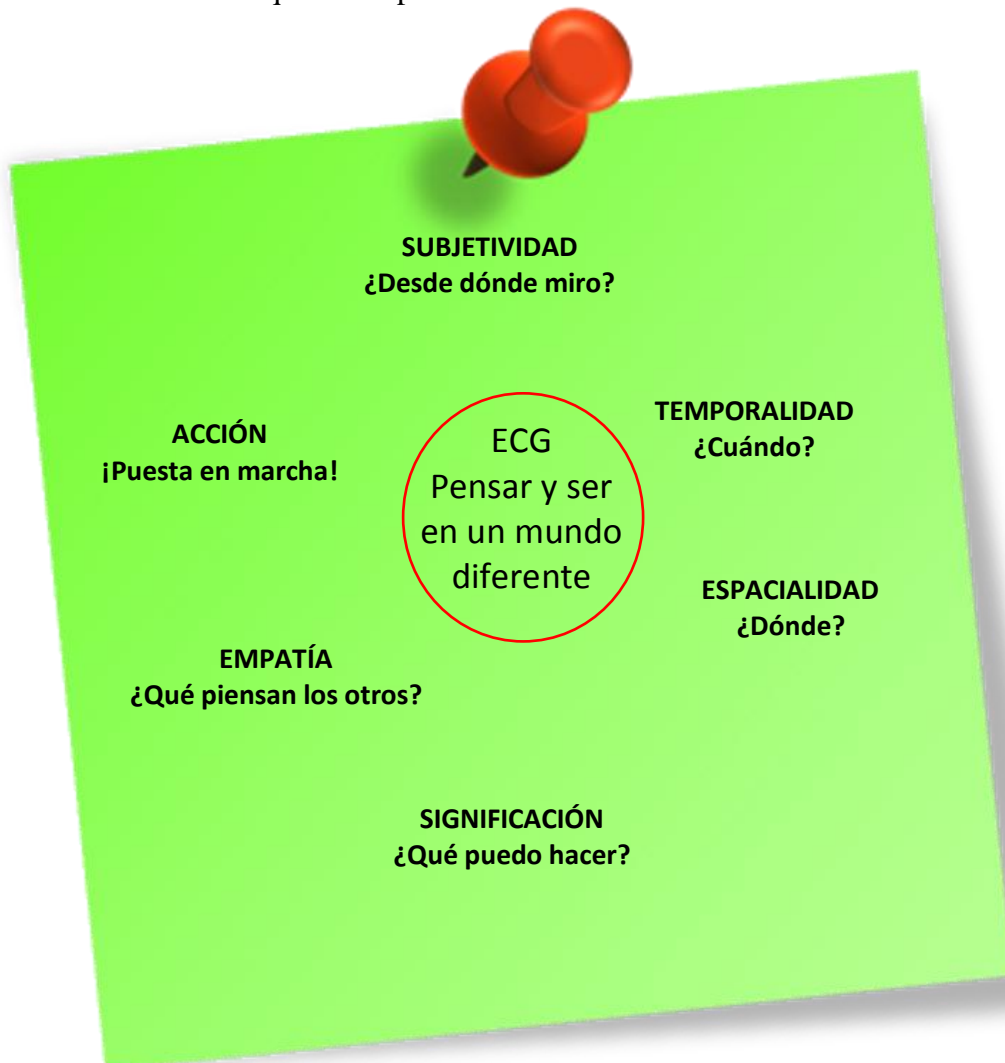 SUBJETIVIDAD
¿Desde dónde miro?
TEMPORALIDAD
¿Cuándo?
ACCIÓN
¡Puesta en marcha!
ECG
Pensar y ser
en un mundo
diferente
ESPACIALIDAD
¿Dónde?
EMPATÍA
¿Qué piensan los otros?
SIGNIFICACIÓN
¿Qué puedo hacer?